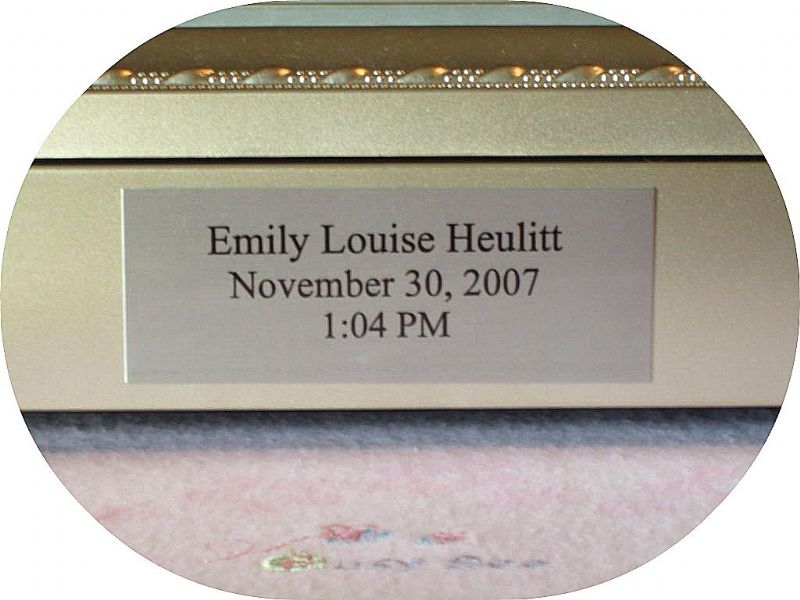 Emily Louise Heulitt
November 30, 2007
1:04 PM